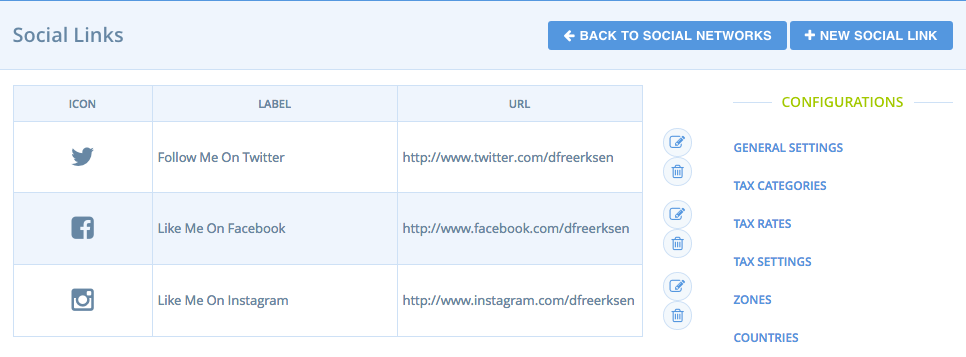 Social Links
BACK TO SOCIAL NETWORKS
NEW SOCIAL LINK
ICON LABEL URL
Follow Me On Twitter http://www.twitter.com/dfreerksen
Like Me On Facebook http://www.facebook.com/dfreerksen
Like Me On Instagram http://www.instagram.com/dfreerksen
CONFIGURATIONS
GENERAL SETTINGS
TAX CATEGORIES
TAX RATES
TAX SETTINGS
ZONES
COUNTRIES